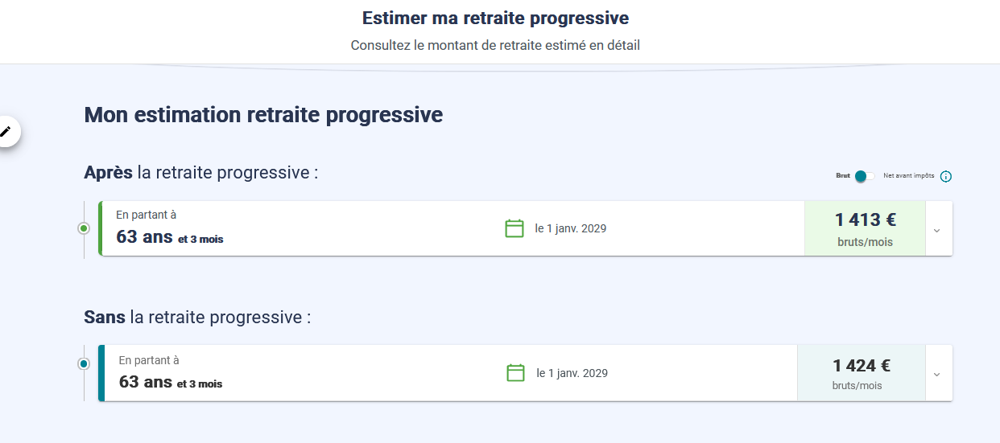 Estimer ma retraite progressive
Consultez le montant de retraite estimé en détail
Mon estimation retraite progressive
Après la retraite progressive :
Brut Net avant impôts
En partant à
63 ans et 3 mois
le 1 janv. 2029
1 413 €
bruts/mois
Sans la retraite progressive :
En partant à
63 ans et 3 mois
le 1 janv. 2029
1 424 €
bruts/mois